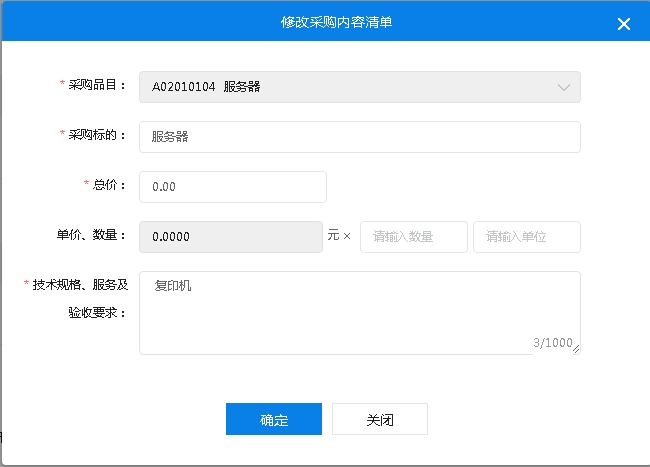 修改采购内容清单
* 采购品目： A02010104 服务器
* 采购标的： 服务器
* 总价： 0.00
单价、数量： 0.0000 元 × 请输入数量 请输入单位
* 技术规格、服务及 复印机
验收要求：
3/1000
确定 关闭